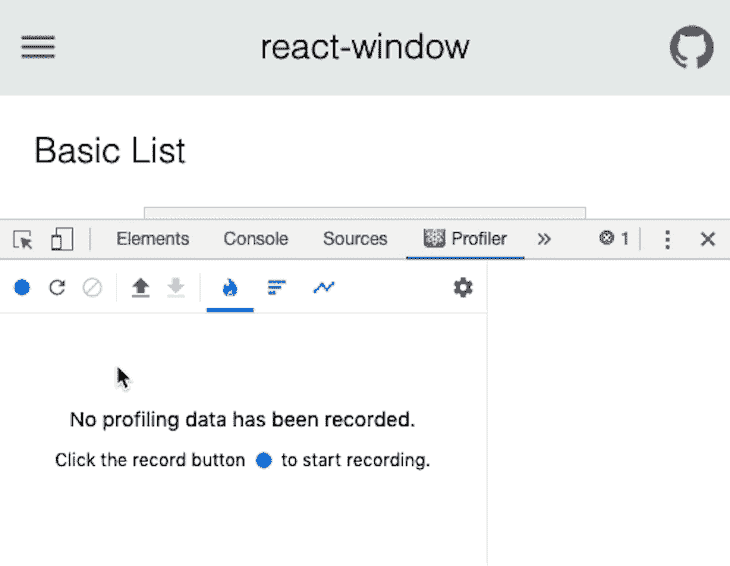 react-window
Basic List
Elements Console Sources Profiler 1
No profiling data has been recorded.
Click the record button to start recording.